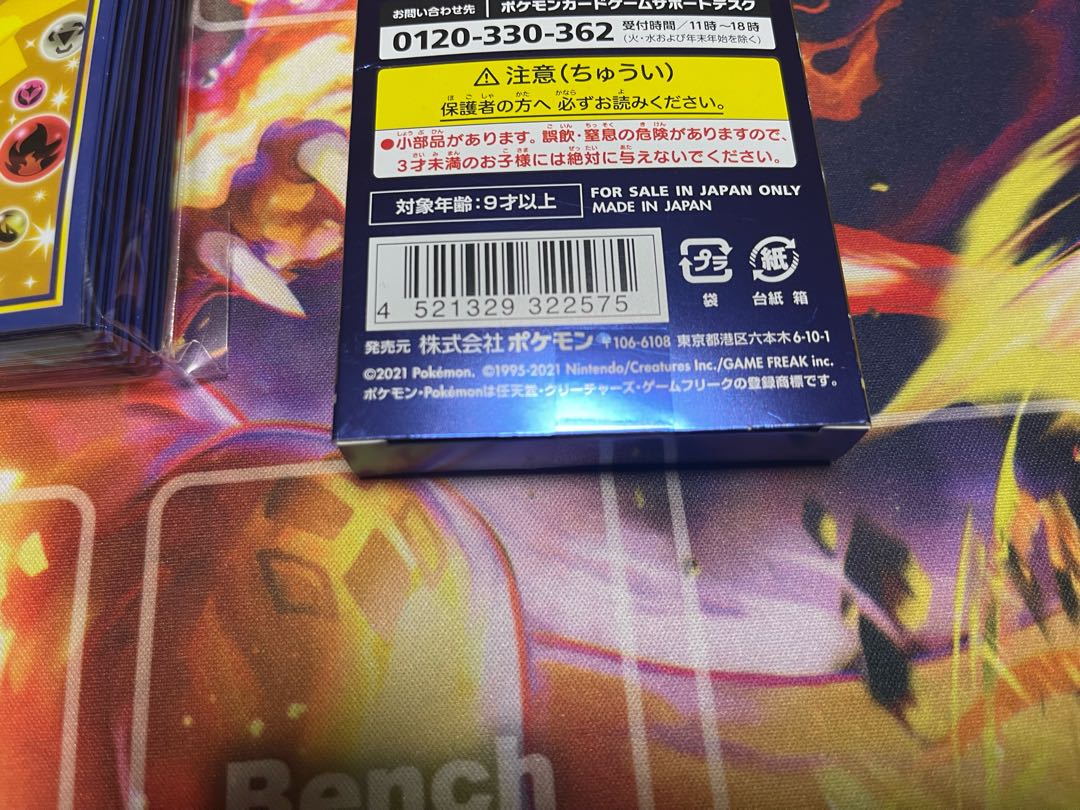 お問い合わせ先 ポケモンカードゲームサポートデスク
0120-330-362 受付時間/11時~18時
(火・水および年末年始を除く)
⚠注意(ちゅうい)
保護者の方へ 必ずお読みください。
●小部品があります。誤飲・窒息の危険がありますので、
3才未満のお子様には絶対に与えないでください。
対象年齢:9才以上
FOR SALE IN JAPAN ONLY
MADE IN JAPAN
4 521329 322575
プラ 紙
袋 台紙 箱
発売元 株式会社ポケモン 〒106-6108 東京都港区六本木6-10-1
©2021 Pokémon. ©1995-2021 Nintendo/Creatures Inc./GAME FREAK inc.
ポケモン・Pokémonは任天堂・クリーチャーズ・ゲームフリークの登録商標です。
Bench